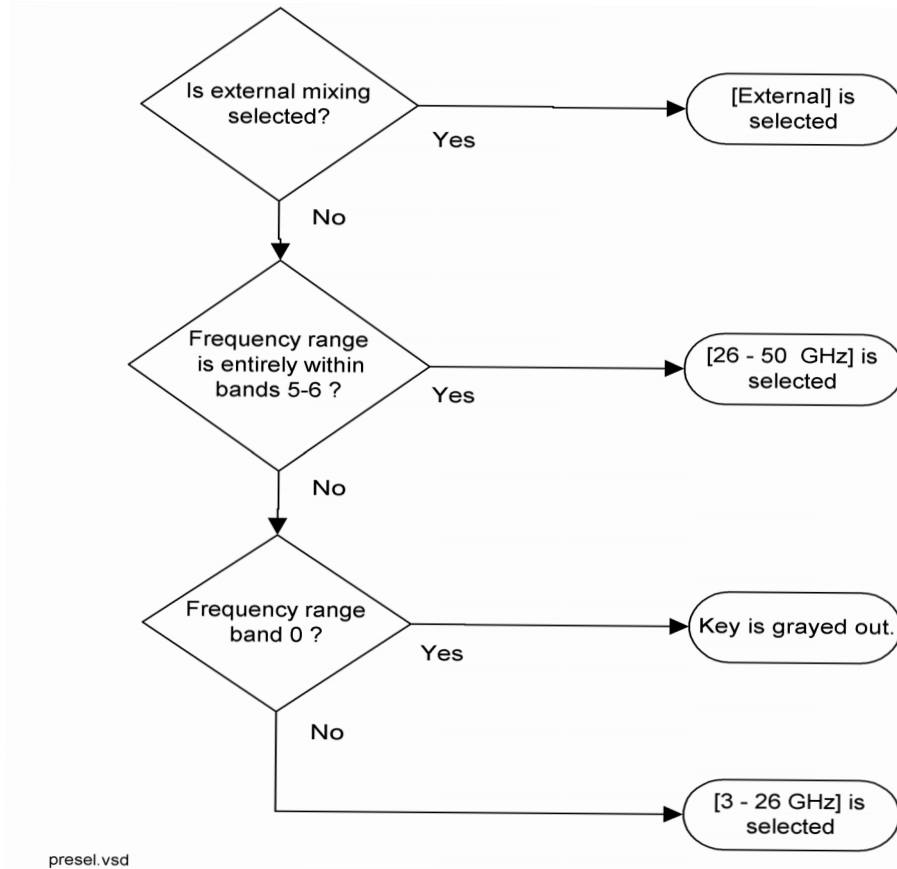 Is external mixing
selected?
Yes
[External] is
selected
No
Frequency range
is entirely within
bands 5-6 ?
Yes
[26 - 50 GHz] is
selected
No
Frequency range
band 0 ?
Yes
Key is grayed out.
No
[3 - 26 GHz] is
selected
presel.vsd